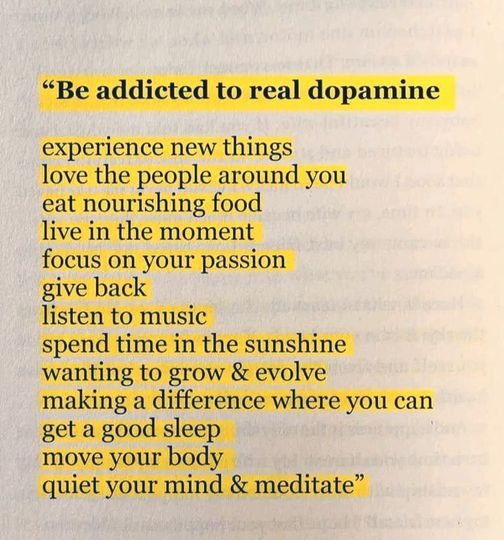 “Be addicted to real dopamine
experience new things
love the people around you
eat nourishing food
live in the moment
focus on your passion
give back
listen to music
spend time in the sunshine
wanting to grow & evolve
making a difference where you can
get a good sleep
move your body
quiet your mind & meditate”